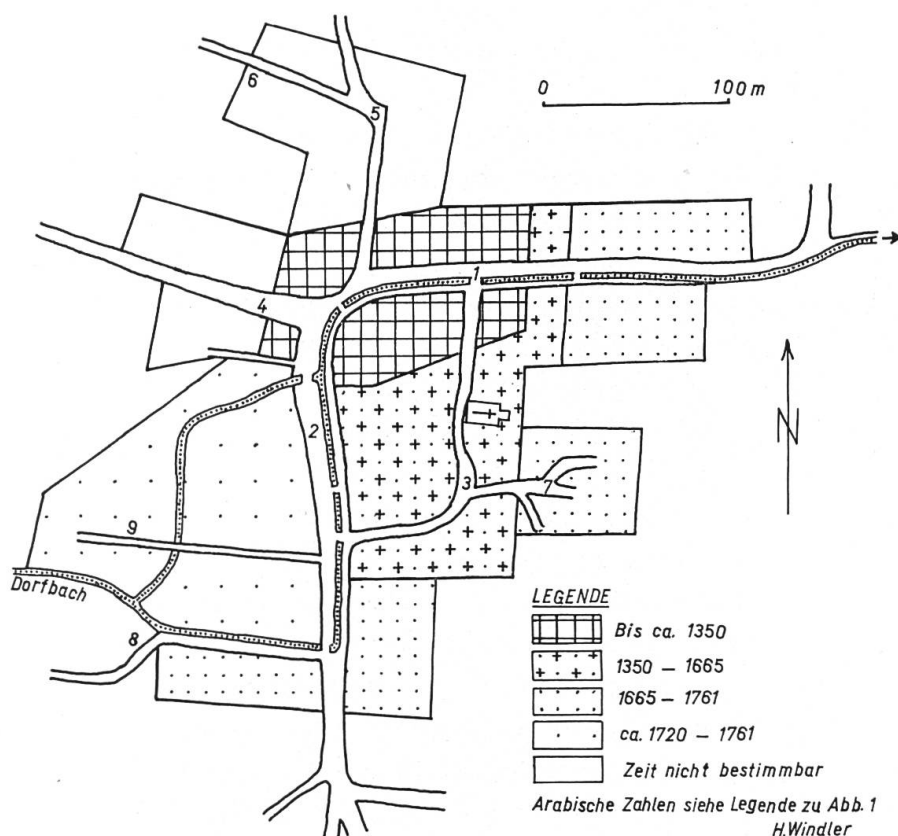 6
5
0 100 m
1
4
2
N
3
7
9
Dorfbach
8
LEGENDE
Bis ca. 1350
1350 – 1665
1665 – 1761
ca. 1720 – 1761
Zeit nicht bestimmbar
Arabische Zahlen siehe Legende zu Abb. 1
H.Windler